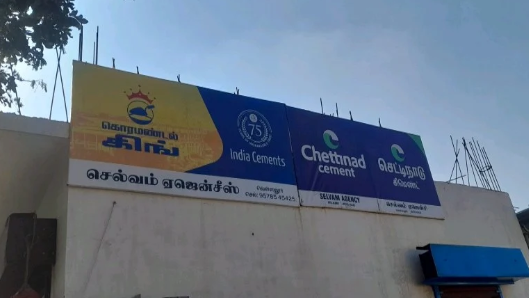 கொரமண்டல்
கிங்
75
India Cements
செல்வம் ஏஜென்சீஸ்
Chettinad
cement
SELVAM AGENCY
செட்டிநாடு
சிமெண்ட்